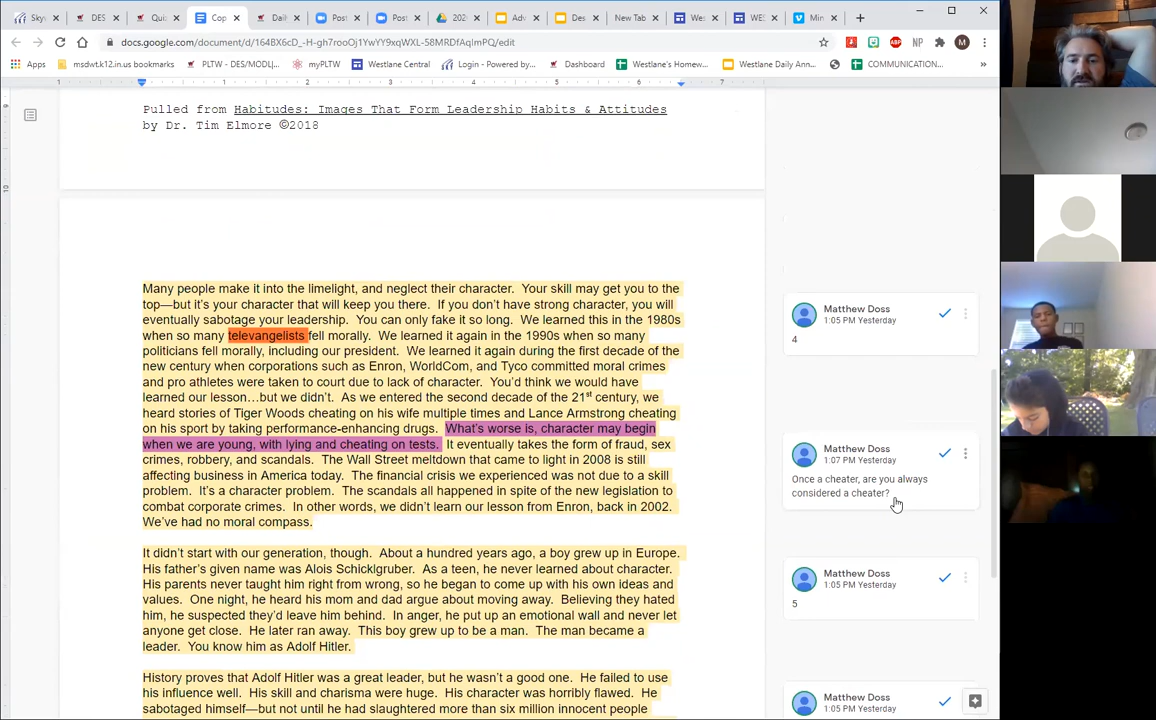 Sky
DES
Qui
Cop
Daily
Post
Post
202
Adv
Des
New Tab
Wes
WES
Min
docs.google.com/document/d/164BX6cD_-H-gh7rooOj1YwYY9xqWXL-S8MRDfAqlmPQ/edit
NP
M
Apps
msdwt.k12.in.us bookmarks
PLTW - DES/MOD/...
myPLTW
Westlane Central
Login - Powered by...
Dashboard
Westlane's Homew...
Westlane Daily Ann...
COMMUNICATION...
Pulled from Habitudes: Images That Form Leadership Habits & Attitudes
by Dr. Tim Elmore ©2018
Many people make it into the limelight, and neglect their character. Your skill may get you to the
top—but it's your character that will keep you there. If you don't have strong character, you will
eventually sabotage your leadership. You can only fake it so long. We learned this in the 1980s
when so many televangelists fell morally. We learned it again in the 1990s when so many
politicians fell morally, including our president. We learned it again during the first decade of the
new century when corporations such as Enron, WorldCom, and Tyco committed moral crimes
and pro athletes were taken to court due to lack of character. You'd think we would have
learned our lesson…but we didn't. As we entered the second decade of the 21st century, we
heard stories of Tiger Woods cheating on his wife multiple times and Lance Armstrong cheating
on his sport by taking performance-enhancing drugs. What's worse is, character may begin
when we are young, with lying and cheating on tests. It eventually takes the form of fraud, sex
crimes, robbery, and scandals. The Wall Street meltdown that came to light in 2008 is still
affecting business in America today. The financial crisis we experienced was not due to a skill
problem. It's a character problem. The scandals all happened in spite of the new legislation to
combat corporate crimes. In other words, we didn't learn our lesson from Enron, back in 2002.
We've had no moral compass.
It didn't start with our generation, though. About a hundred years ago, a boy grew up in Europe.
His father's given name was Alois Schicklgruber. As a teen, he never learned about character.
His parents never taught him right from wrong, so he began to come up with his own ideas and
values. One night, he heard his mom and dad argue about moving away. Believing they hated
him, he suspected they'd leave him behind. In anger, he put up an emotional wall and never let
anyone get close. He later ran away. This boy grew up to be a man. The man became a
leader. You know him as Adolf Hitler.
History proves that Adolf Hitler was a great leader, but he wasn't a good one. He failed to use
his influence well. His skill and charisma were huge. His character was horribly flawed. He
sabotaged himself—but not until he had slaughtered more than six million innocent people
Matthew Doss
1:05 PM Yesterday
4
Matthew Doss
1:07 PM Yesterday
Once a cheater, are you always
considered a cheater?
Matthew Doss
1:05 PM Yesterday
5
Matthew Doss
1:05 PM Yesterday